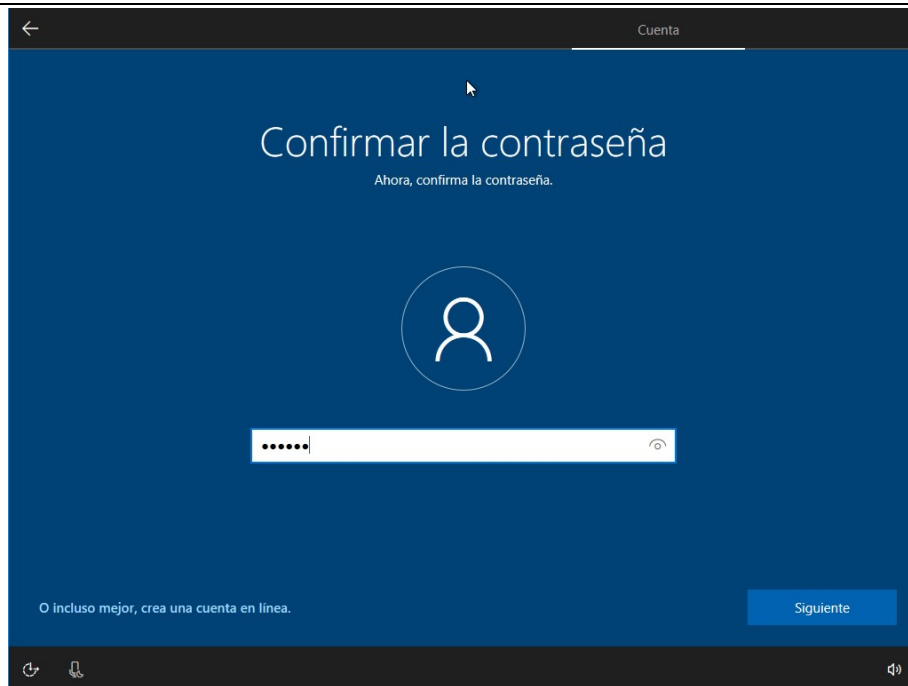 Cuenta
Confirmar la contraseña
Ahora, confirma la contraseña.
••••••
O incluso mejor, crea una cuenta en línea.
Siguiente